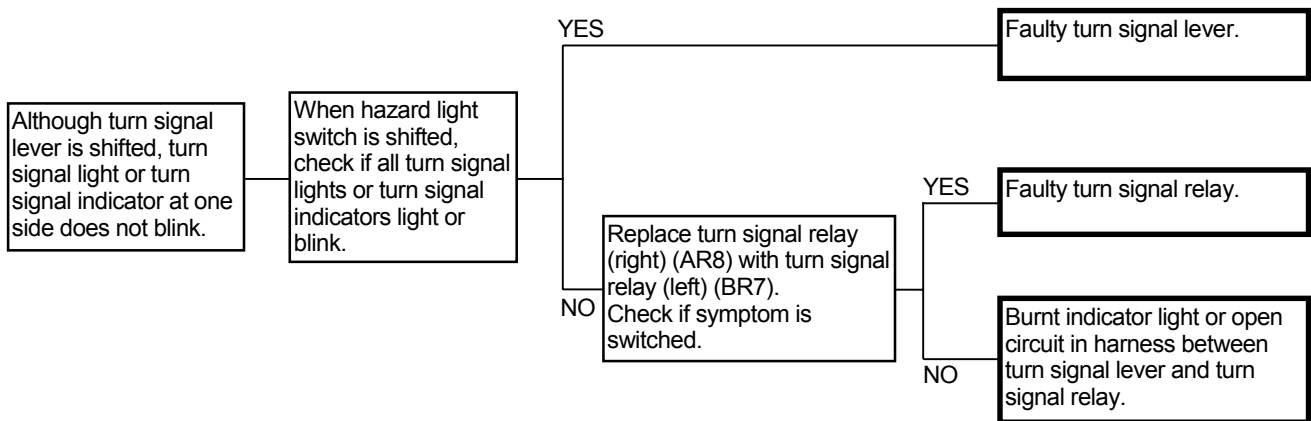 Although turn signal
lever is shifted, turn
signal light or turn
signal indicator at one
side does not blink.
When hazard light
switch is shifted,
check if all turn signal
lights or turn signal
indicators light or
blink.
YES
Faulty turn signal lever.
NO
Replace turn signal relay
(right) (AR8) with turn signal
relay (left) (BR7).
Check if symptom is
switched.
YES
Faulty turn signal relay.
NO
Burnt indicator light or open
circuit in harness between
turn signal lever and turn
signal relay.